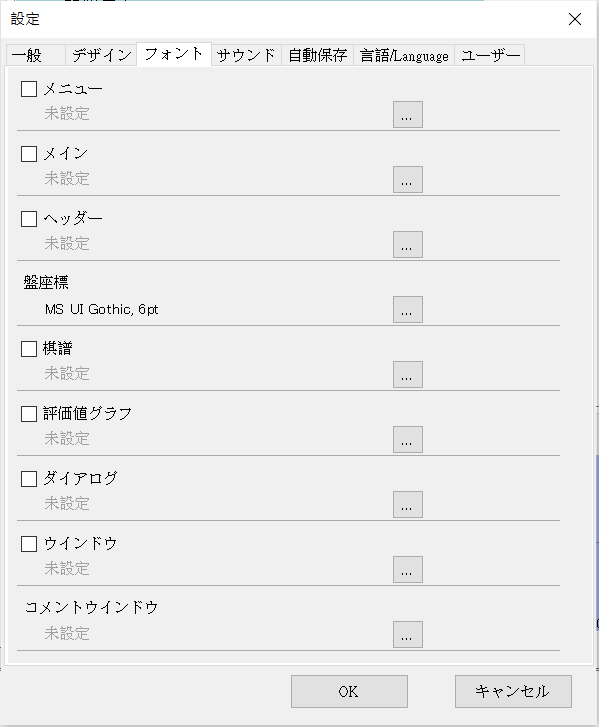 設定
一般 デザイン フォント サウンド 自動保存 言語/Language ユーザー
メニュー
未設定
...
メイン
未設定
...
ヘッダー
未設定
...
盤座標
MS UI Gothic, 6pt
...
棋譜
未設定
...
評価値グラフ
未設定
...
ダイアログ
未設定
...
ウインドウ
未設定
...
コメントウインドウ
未設定
...
OK キャンセル